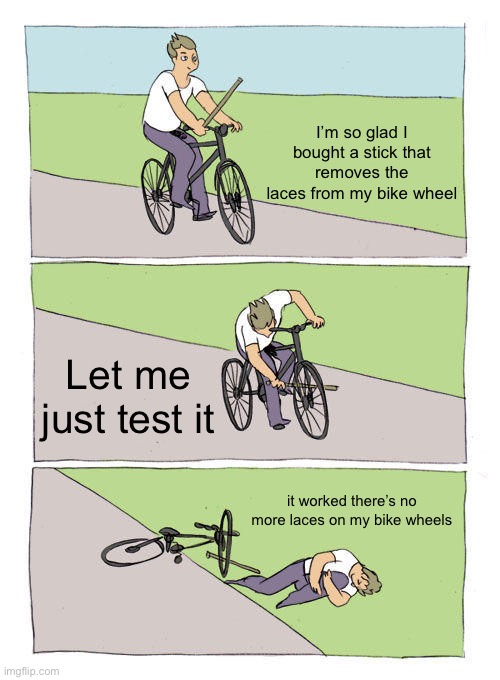 I’m so glad I
bought a stick that
removes the
laces from my bike wheel
Let me
just test it
it worked there’s no
more laces on my bike wheels
imgflip.com